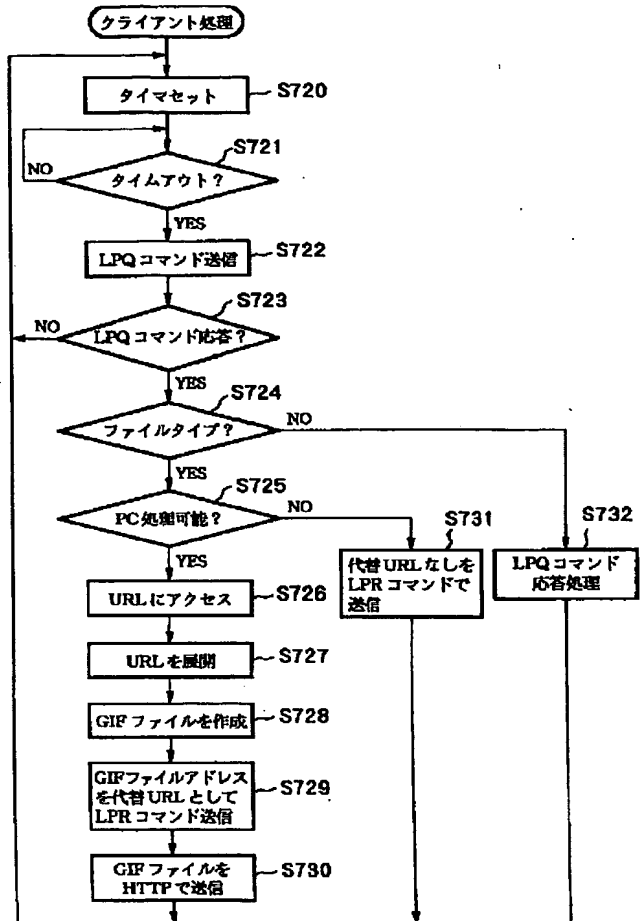 クライアント処理
タイマセット
S720
S721
NO
タイムアウト?
YES
LPQコマンド送信
S722
S723
NO
LPQコマンド応答?
YES
S724
ファイルタイプ?
NO
YES
S725
PC処理可能?
NO
YES
S731
S732
代替URLなしを
LPRコマンドで
送信
LPQコマンド
応答処理
URLにアクセス
S726
URLを展開
S727
GIFファイルを作成
S728
GIFファイルアドレス
を代替URLとして
LPRコマンド送信
S729
GIFファイルを
HTTPで送信
S730